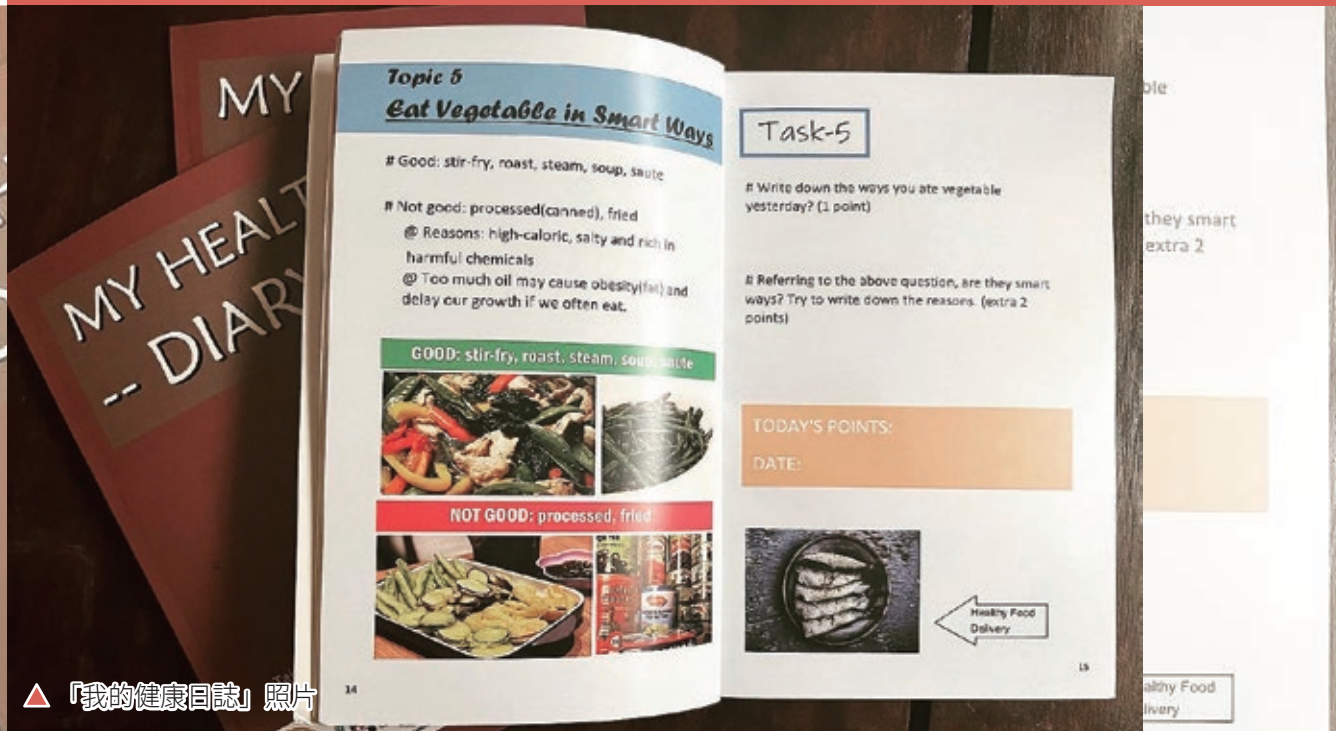 MY
MY HEALT
-- DIARY
Topic 5
Eat Vegetable in Smart Ways
# Good: stir-fry, roast, steam, soup, saute
# Not good: processed(canned), fried
@ Reasons: high-caloric, salty and rich in
harmful chemicals
@ Too much oil may cause obesity(fat) and
delay our growth if we often eat.
GOOD: stir-fry, roast, steam, soup, saute
NOT GOOD: processed, fried
14
Task-5
# Write down the ways you ate vegetable
yesterday? (1 point)
# Referring to the above question, are they smart
ways? Try to write down the reasons. (extra 2
points)
TODAY'S POINTS:
DATE:
Healthy Food
Delivery
15
ble
they smart
extra 2
althy Food
livery
「我的健康日誌」照片